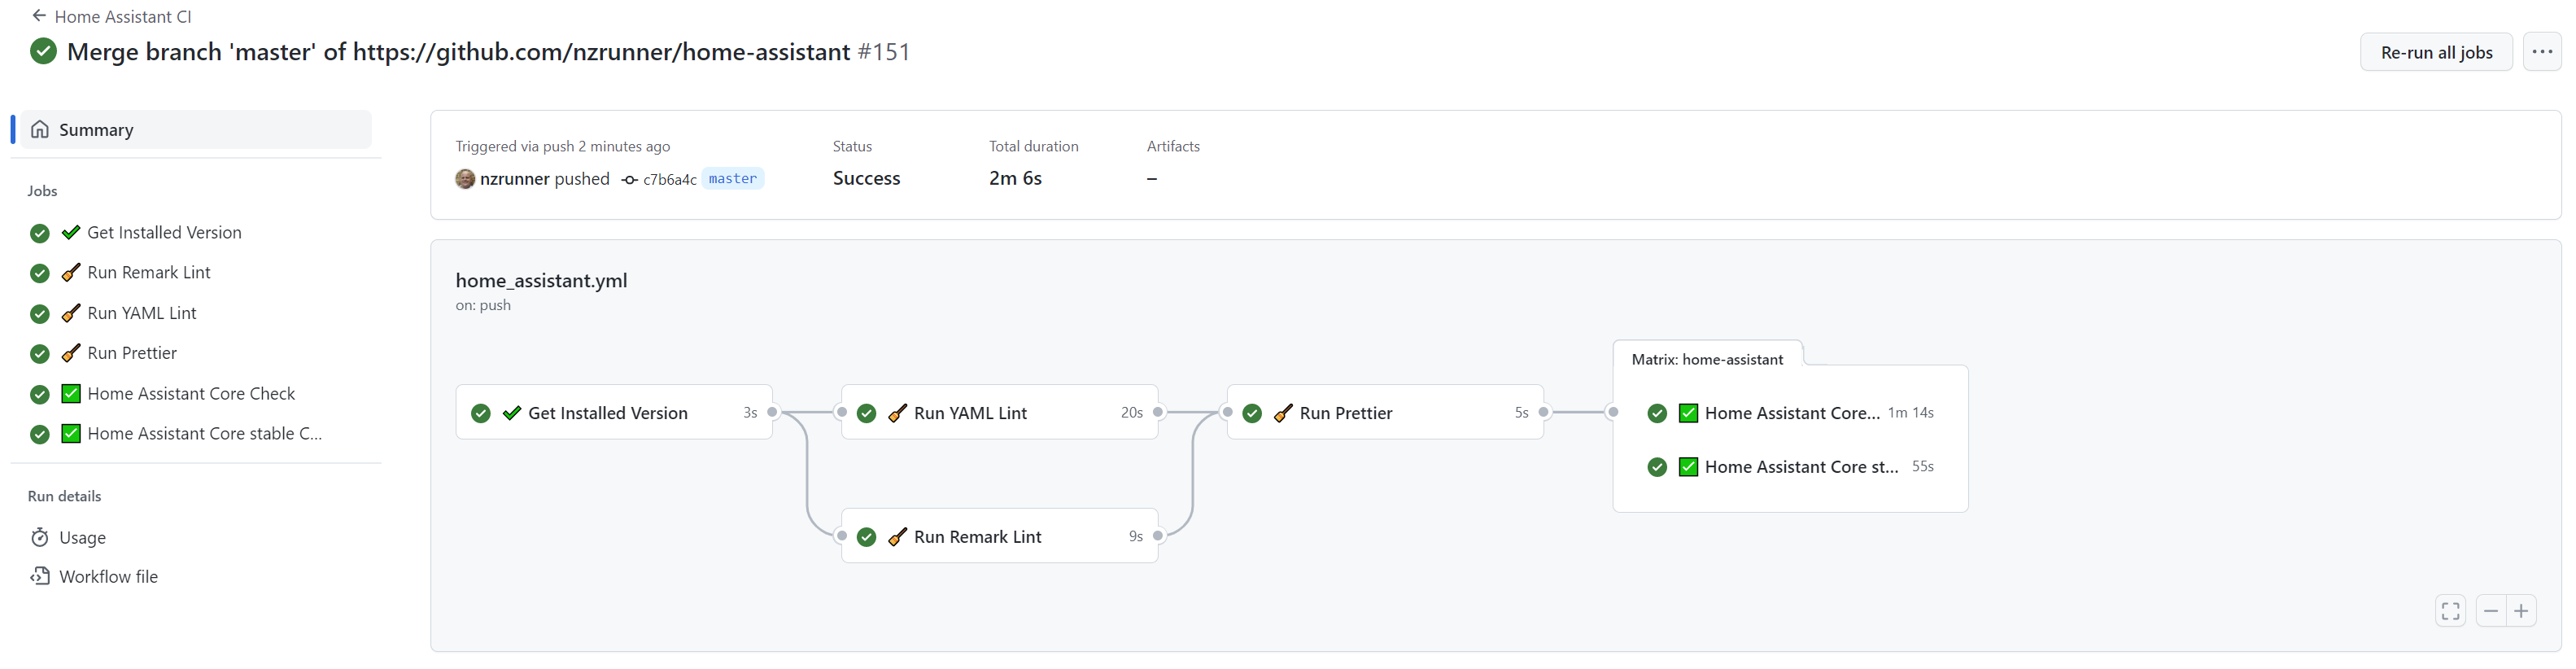 Home Assistant CI
Merge branch 'master' of https://github.com/nzrunner/home-assistant #151
Re-run all jobs
Summary
Jobs
Get Installed Version
Run Remark Lint
Run YAML Lint
Run Prettier
Home Assistant Core Check
Home Assistant Core stable C...
Run details
Usage
Workflow file
Triggered via push 2 minutes ago
nzrunner pushed c7b6a4c master
Status
Success
Total duration
2m 6s
Artifacts
–
home_assistant.yml
on: push
Get Installed Version 3s
Run YAML Lint 20s
Run Remark Lint 9s
Run Prettier 5s
Matrix: home-assistant
Home Assistant Core... 1m 14s
Home Assistant Core st... 55s